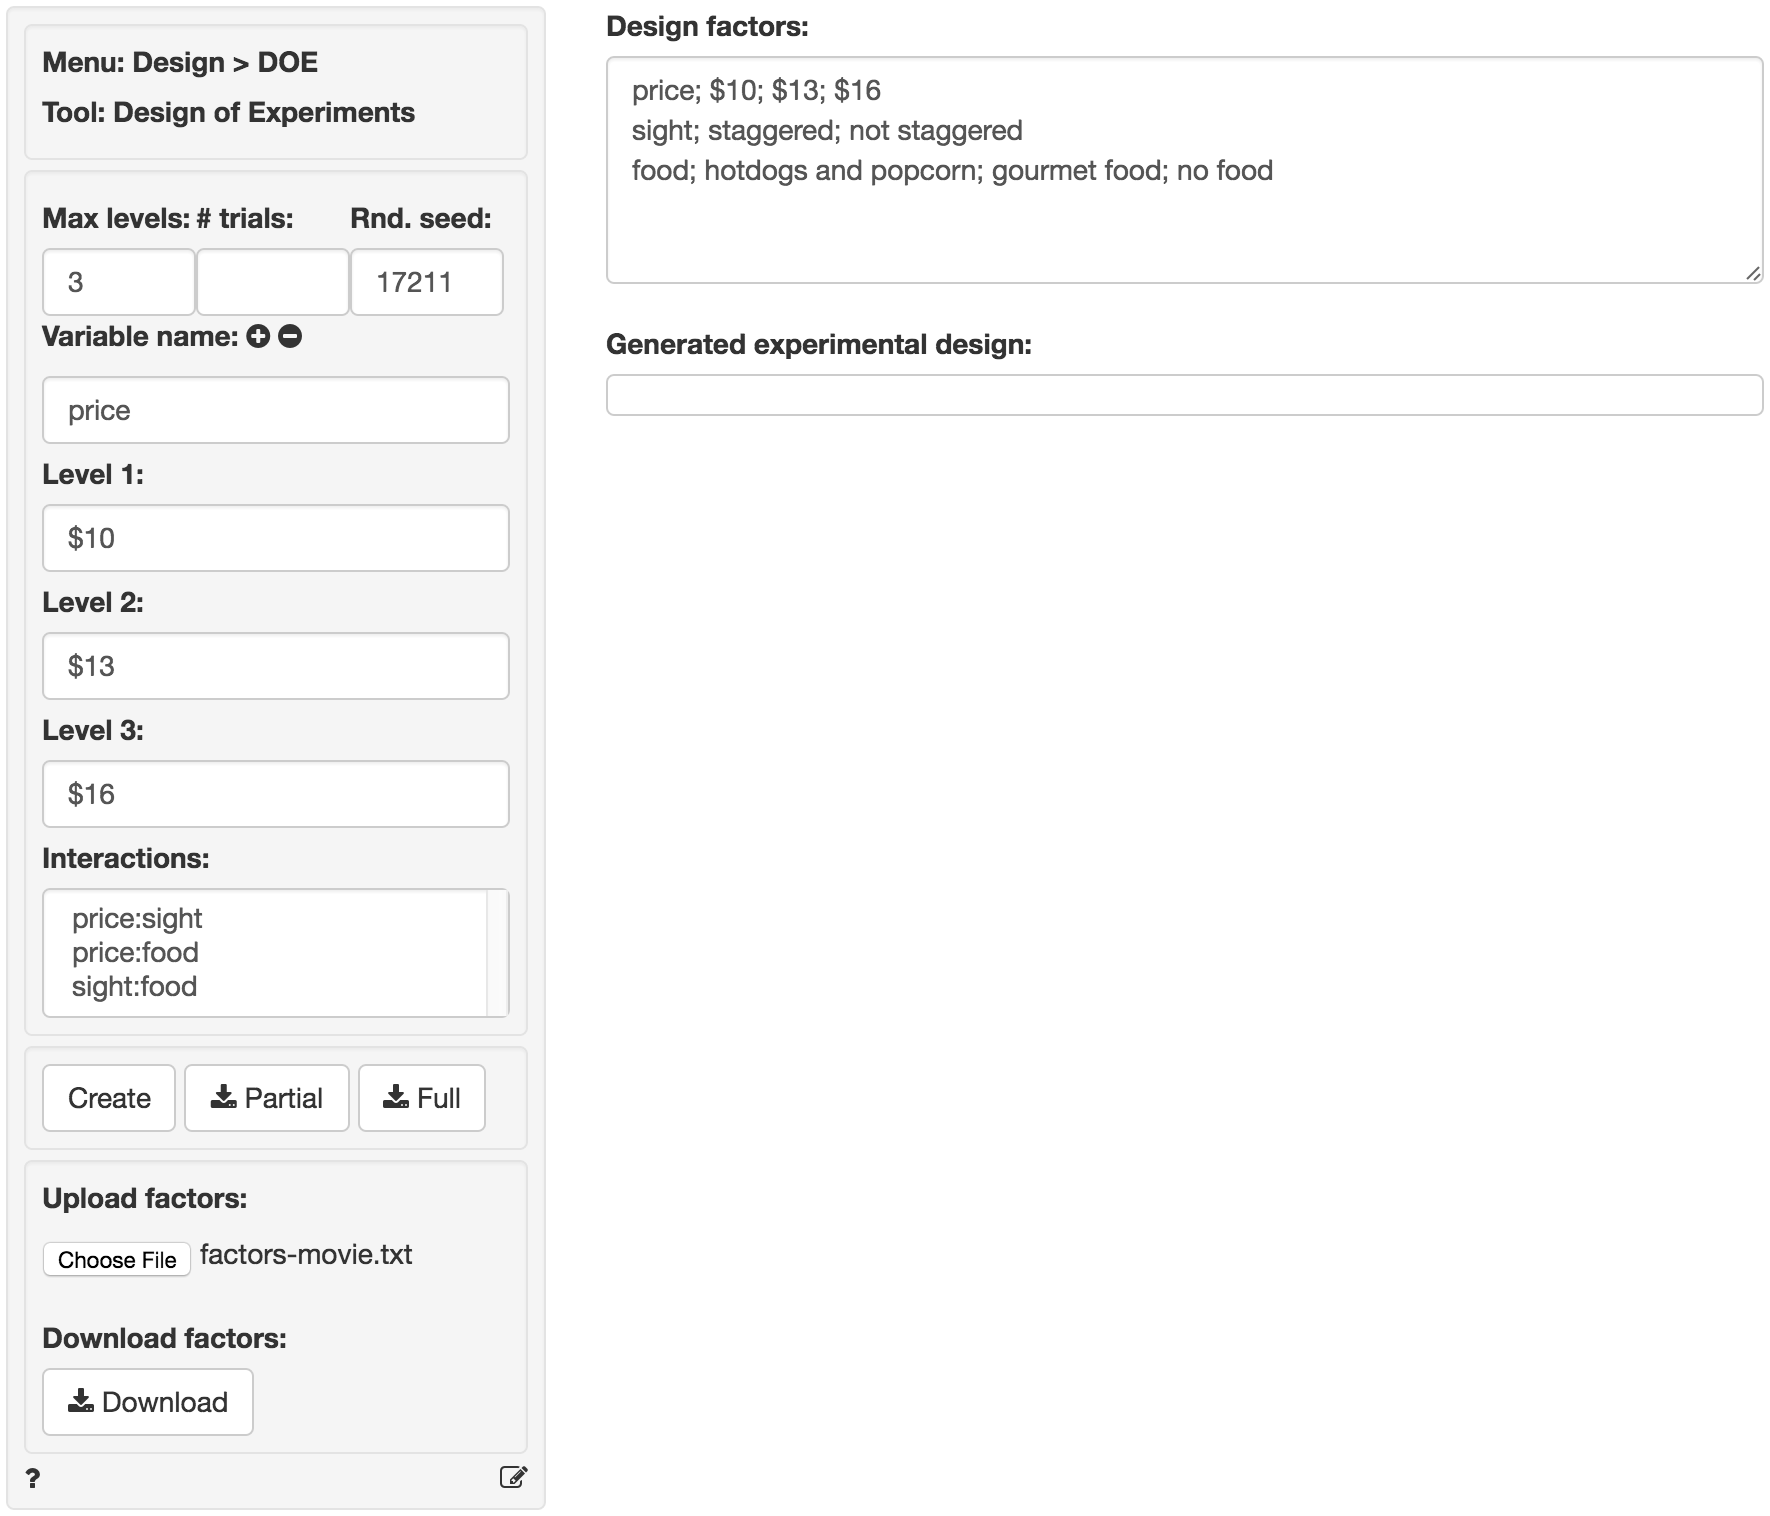 Menu: Design > DOE
Tool: Design of Experiments
Max levels: # trials: Rnd. seed:
3 17211
Variable name:
price
Level 1:
$10
Level 2:
$13
Level 3:
$16
Interactions:
price:sight
price:food
sight:food
Create Partial Full
Upload factors:
Choose File factors-movie.txt
Download factors:
Download
?
Design factors:
price; $10; $13; $16
sight; staggered; not staggered
food; hotdogs and popcorn; gourmet food; no food
Generated experimental design: